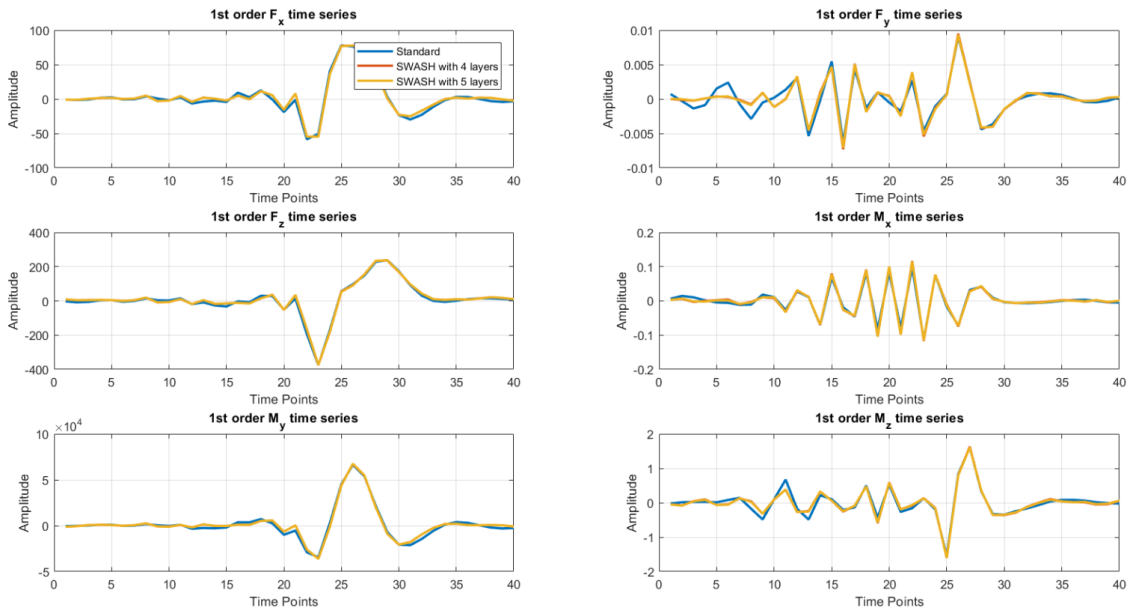 1st order Fx time series
Amplitude
100
50
0
-50
-100
0 5 10 15 20 25 30 35 40
Time Points
Standard
SWASH with 4 layers
SWASH with 5 layers
1st order Fy time series
Amplitude
0.01
0.005
0
-0.005
-0.01
0 5 10 15 20 25 30 35 40
Time Points
1st order Fz time series
Amplitude
400
200
0
-200
-400
0 5 10 15 20 25 30 35 40
Time Points
1st order Mx time series
Amplitude
0.2
0.1
0
-0.1
-0.2
0 5 10 15 20 25 30 35 40
Time Points
1st order My time series
×10^4
Amplitude
10
5
0
-5
0 5 10 15 20 25 30 35 40
Time Points
1st order Mz time series
Amplitude
2
1
0
-1
-2
0 5 10 15 20 25 30 35 40
Time Points